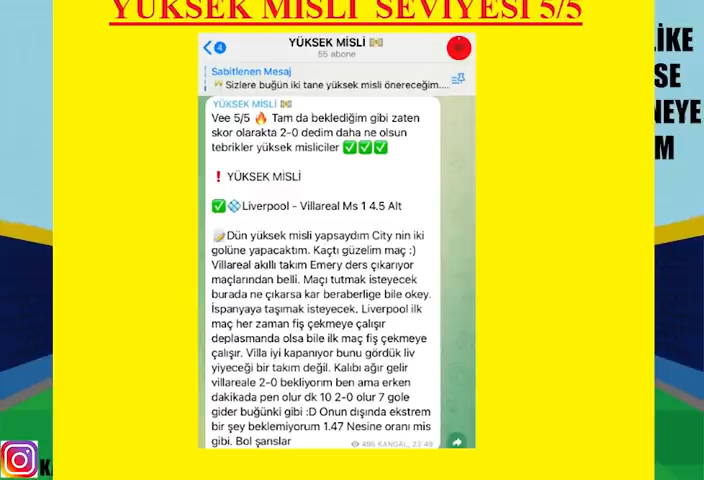 YÜKSEK MİSLİ SEVİYESİ 5/5
4
YÜKSEK MİSLİ
55 abone
Sabitlenen Mesaj
Sizlere bugün iki tane yüksek misli önereceğim....
YÜKSEK MİSLİ
Vee 5/5 🔥 Tam da beklediğim gibi zaten
skor olarakta 2-0 dedim daha ne olsun
tebrikler yüksek misliciler ✅✅✅
❗ YÜKSEK MİSLİ
✅💠Liverpool - Villareal Ms 1 4.5 Alt
📝Dün yüksek misli yapsaydım City nin iki
golüne yapacaktım. Kaçtı güzelim maç :)
Villareal akıllı takım Emery ders çıkarıyor
maçlarından belli. Maçı tutmak isteyecek
burada ne çıkarsa kar beraberlige bile okey.
İspanyaya taşımak isteyecek. Liverpool ilk
maç her zaman fiş çekmeye çalışır
deplasmanda olsa bile ilk maç fiş çekmeye
çalışır. Villa iyi kapanıyor bunu gördük liv
yiyeceği bir takım değil. Kalıbı ağır gelir
villareale 2-0 bekliyorım ben ama erken
dakikada pen olur dk 10 2-0 olur 7 gole
gider buğünki gibi :D Onun dışında ekstrem
bir şey beklemiyorum 1.47 Nesine oranı mis
gibi. Bol şanslar
495 KANGAL, 23:49
LİKE
SE
NEYE
M
K